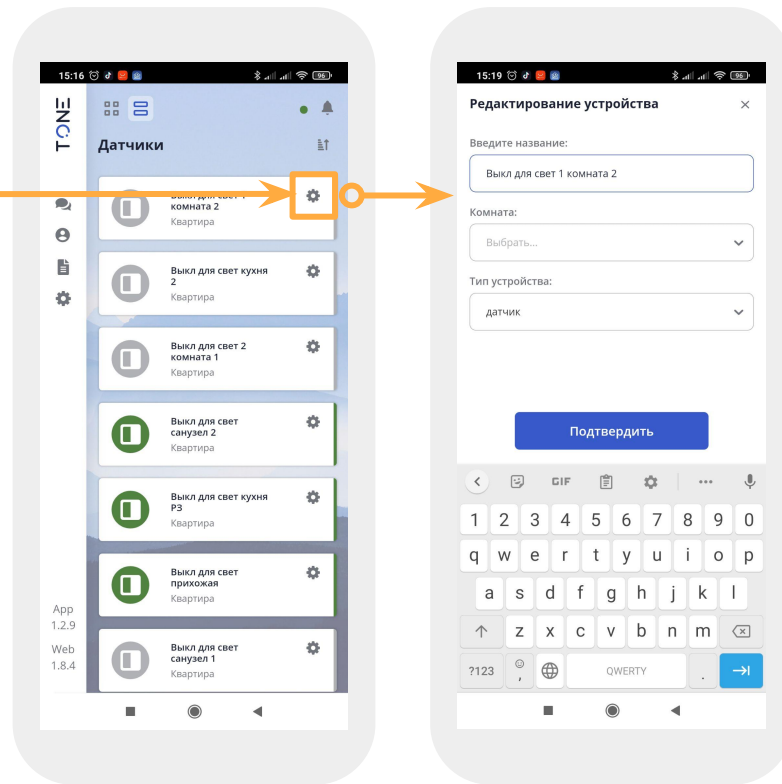 15:16
96
TONE
Датчики
Выкл для свет 1
комната 2
Квартира
Выкл для свет кухня
2
Квартира
Выкл для свет 2
комната 1
Квартира
Выкл для свет
санузел 2
Квартира
Выкл для свет кухня
РЗ
Квартира
Выкл для свет
прихожая
Квартира
Выкл для свет
санузел 1
Квартира
App
1.2.9
Web
1.8.4
15:19
96
Редактирование устройства
Введите название:
Выкл для свет 1 комната 2
Комната:
Выбрать...
Тип устройства:
датчик
Подтвердить
GIF
1 2 3 4 5 6 7 8 9 0
q w e r t y u i o p
a s d f g h j k l
z x c v b n m
?123 , QWERTY .